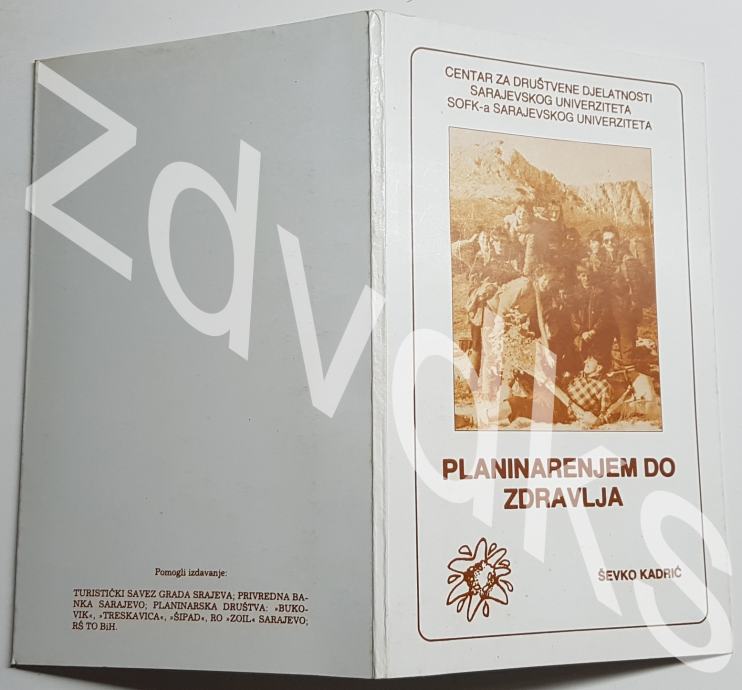 CENTAR ZA DRUŠTVENE DJELATNOSTI
SARAJEVSKOG UNIVERZITETA
SOFK-a SARAJEVSKOG UNIVERZITETA
PLANINARENJEM DO
ZDRAVLJA
ŠEVKO KADRIĆ
Pomogli izdavanje:
TURISTIČKI SAVEZ GRADA SRAJEVA; PRIVREDNA BA-
NKA SARAJEVO; PLANINARSKA DRUŠTVA: »BUKO-
VIK«, »TRESKAVICA«, »ŠIPAD«, RO »ZOIL« SARAJEVO;
RŠ TO BiH.
Zdvaks